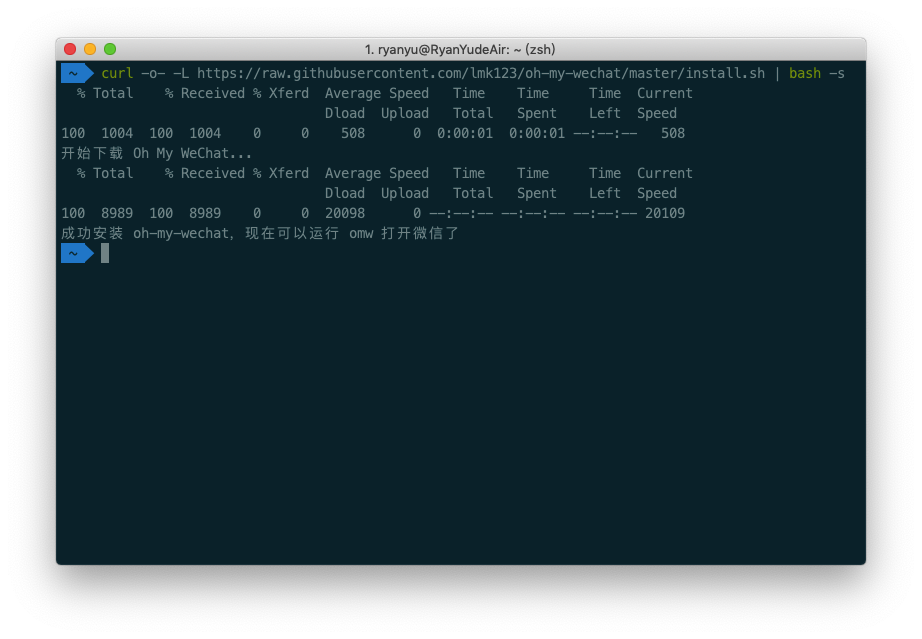 1. ryanyu@RyanYudeAir: ~ (zsh)
~ curl -o- -L https://raw.githubusercontent.com/lmk123/oh-my-wechat/master/install.sh | bash -s
  % Total    % Received % Xferd  Average Speed   Time    Time     Time  Current
                                 Dload  Upload   Total   Spent    Left  Speed
100  1004  100  1004    0     0    508      0  0:00:01  0:00:01 --:--:--   508
开始下载 Oh My WeChat...
  % Total    % Received % Xferd  Average Speed   Time    Time     Time  Current
                                 Dload  Upload   Total   Spent    Left  Speed
100  8989  100  8989    0     0  20098      0 --:--:-- --:--:-- --:--:-- 20109
成功安装 oh-my-wechat，现在可以运行 omw 打开微信了
~